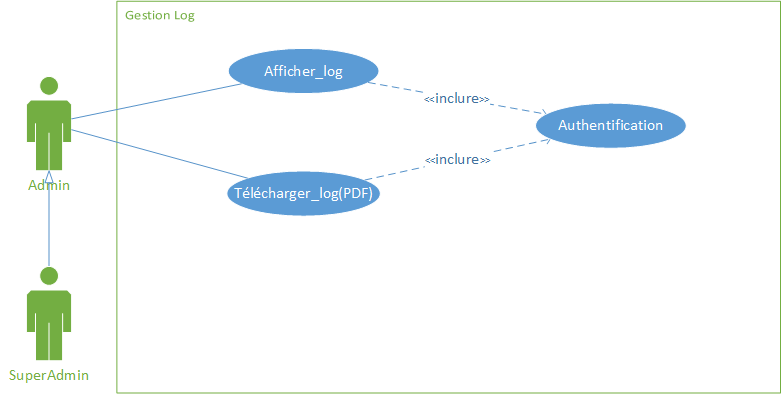 Gestion Log
Afficher_log
<<inclure>>
Authentification
<<inclure>>
Télécharger_log(PDF)
Admin
SuperAdmin